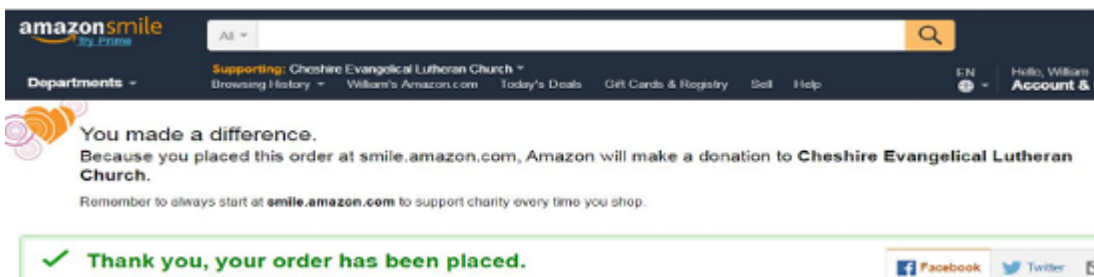 amazonsmile
Try Prime
All
Supporting: Cheshire Evangelical Lutheran Church
Departments
Browsing History William's Amazon.com Today's Deals Gift Cards & Registry Sell Help
EN
Hello, William
Account &
You made a difference.
Because you placed this order at smile.amazon.com, Amazon will make a donation to Cheshire Evangelical Lutheran
Church.
Remember to always start at smile.amazon.com to support charity every time you shop.
Thank you, your order has been placed.
Facebook Twitter